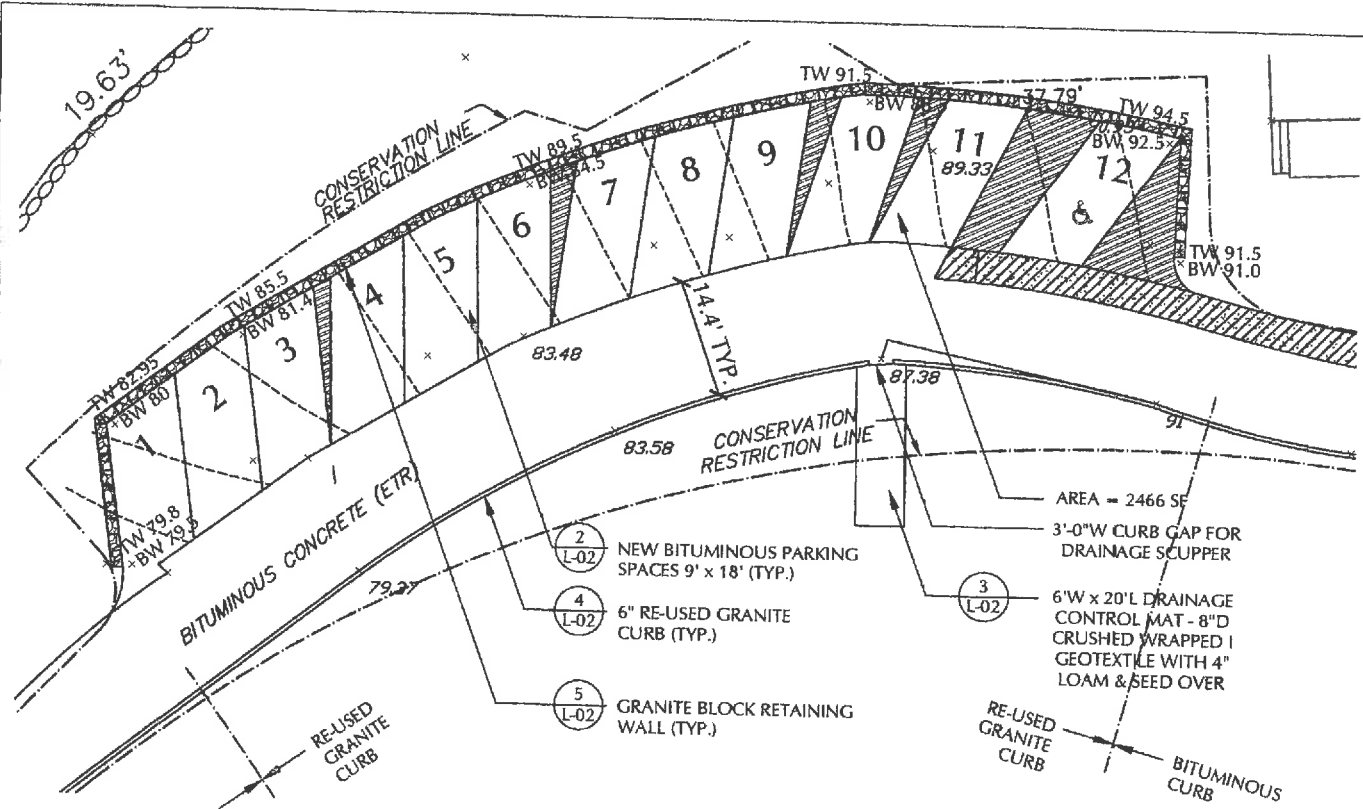 19.63'
CONSERVATION
RESTRICTION LINE
TW 91.5
37.79'
TW 94.5
BW 92.5
TW 89.5
BW 84.5
TW 85.5
BW 81.4
TW 82.95
BW 80
TW 79.8
BW 79.5
TW 91.5
BW 91.0
1
2
3
4
5
6
7
8
9
10
11
89.33
12
14.4' TYP.
83.48
87.38
83.58
79.27
91
BITUMINOUS CONCRETE (ETR)
CONSERVATION
RESTRICTION LINE
AREA = 2466 SF
3'-0"W CURB GAP FOR
DRAINAGE SCUPPER
3
L-02
6'W x 20'L DRAINAGE
CONTROL MAT - 8"D
CRUSHED WRAPPED I
GEOTEXTILE WITH 4"
LOAM & SEED OVER
2
L-02
NEW BITUMINOUS PARKING
SPACES 9' x 18' (TYP.)
4
L-02
6" RE-USED GRANITE
CURB (TYP.)
5
L-02
GRANITE BLOCK RETAINING
WALL (TYP.)
RE-USED
GRANITE
CURB
RE-USED
GRANITE
CURB
BITUMINOUS
CURB